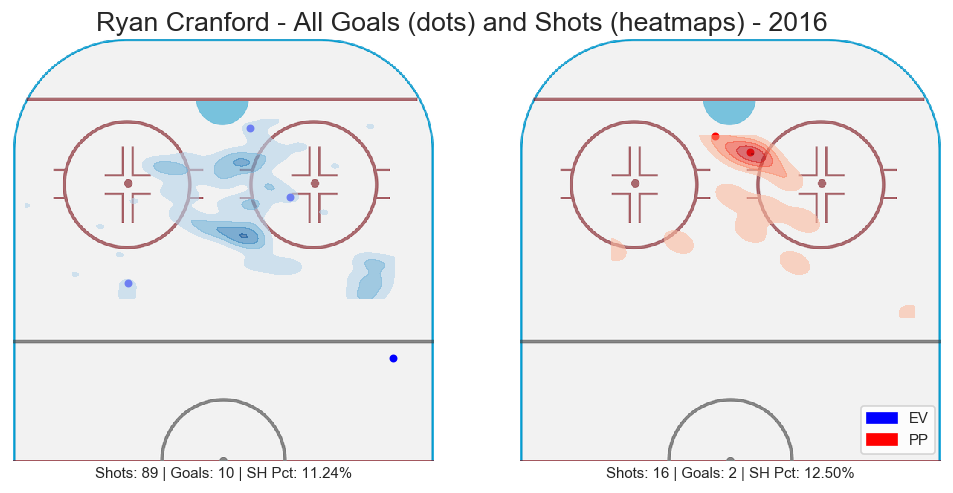 Ryan Cranford - All Goals (dots) and Shots (heatmaps) - 2016
EV
PP
Shots: 89 | Goals: 10 | SH Pct: 11.24%
Shots: 16 | Goals: 2 | SH Pct: 12.50%